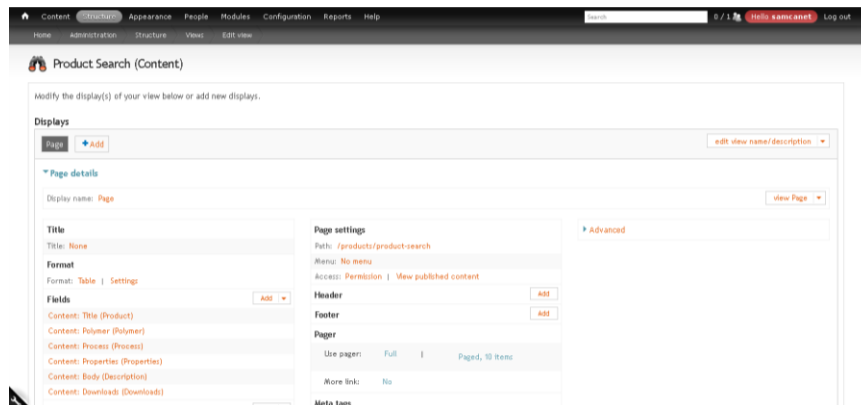 Content Structure Appearance People Modules Configuration Reports Help Search 0 / 1 Hello samcanet Log out
Home Administration Structure Views Edit view
Product Search (Content)
Modify the display(s) of your view below or add new displays.
Displays
Page Add edit view name/description
Page details
Display name: Page view Page
Title
Title: None
Format
Format: Table | Settings
Fields Add
Content: Title (Product)
Content: Polymer (Polymer)
Content: Process (Process)
Content: Properties (Properties)
Content: Body (Description)
Content: Downloads (Downloads)
Page settings
Path: /products/product-search
Menu: No menu
Access: Permission | View published content
Header Add
Footer Add
Pager
Use pager: Full | Paged, 10 items
More link: No
Meta tags
Advanced